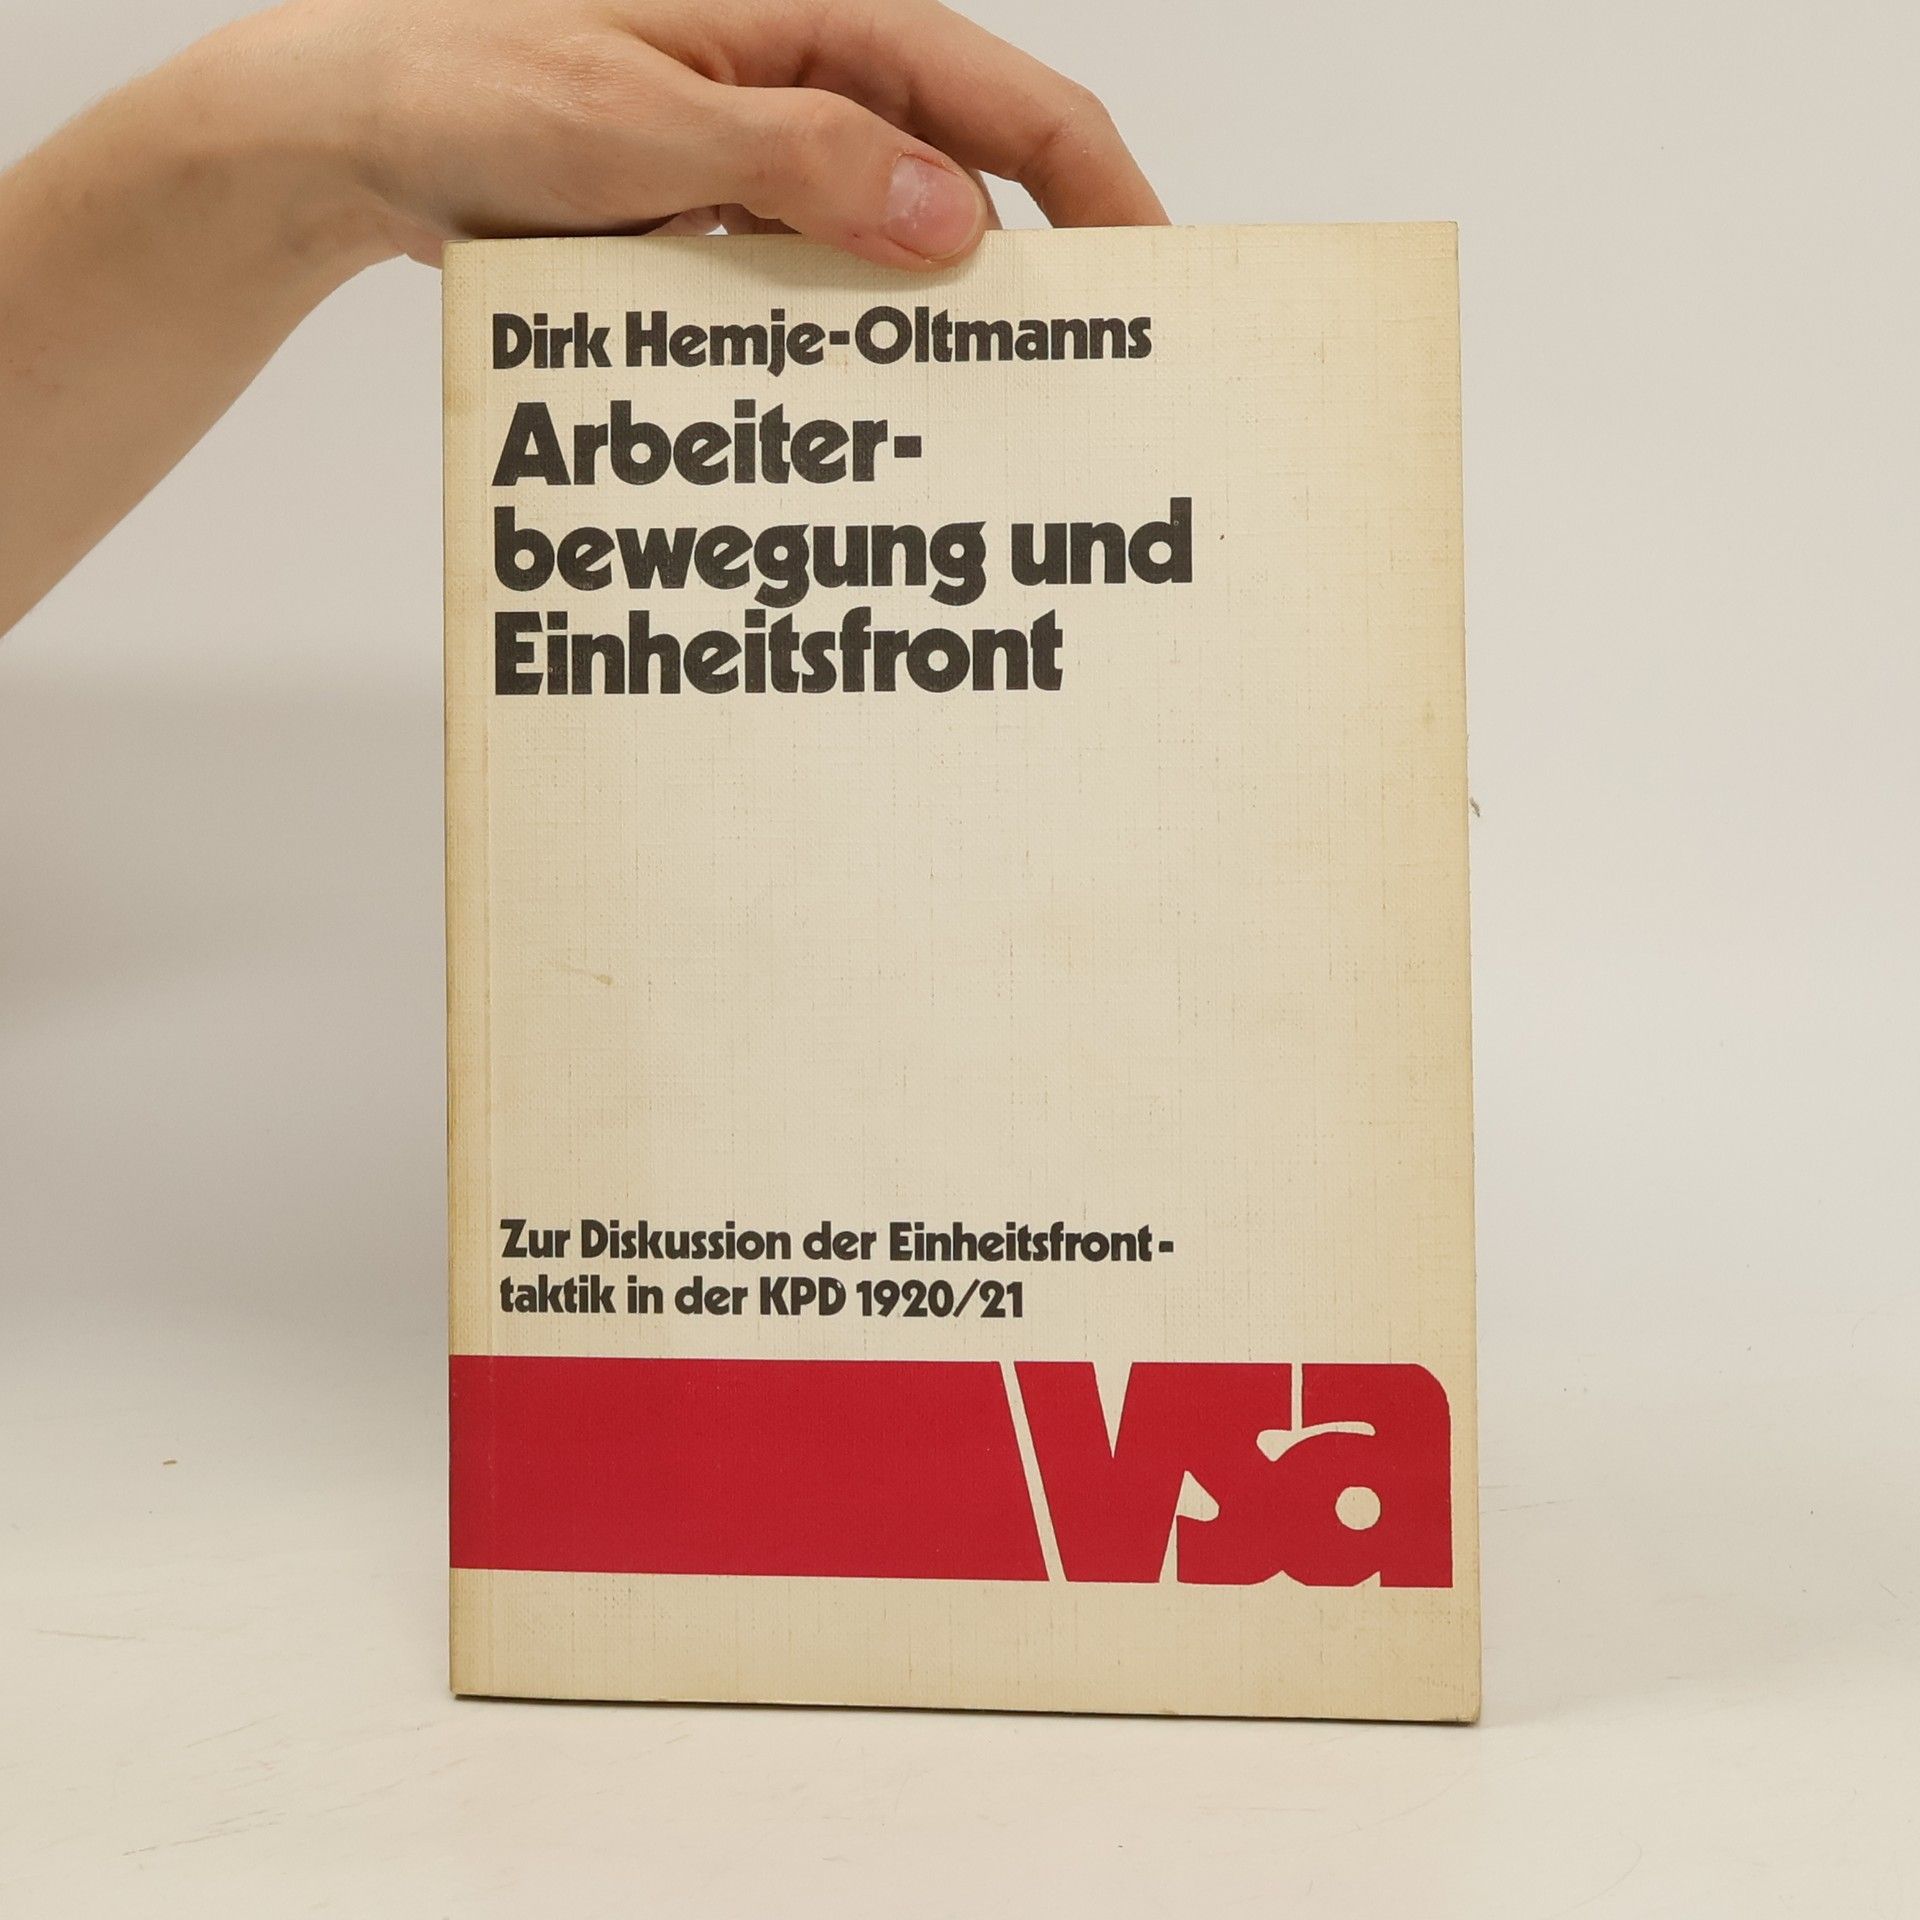 Dirk Hemje-Oltmanns
Arbeiter-
bewegung und
Einheitsfront
Zur Diskussion der Einheitsfront-
taktik in der KPD 1920/21
vsa